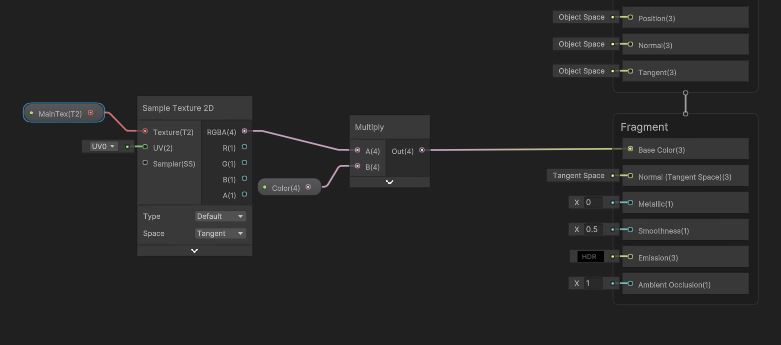 Object Space
Position(3)
Object Space
Normal(3)
Object Space
Tangent(3)
MainTex(T2)
Sample Texture 2D
Texture(T2)
RGBA(4)
UV0
UV(2)
R(1)
Sampler(SS)
G(1)
B(1)
A(1)
Type
Default
Space
Tangent
Color(4)
Multiply
A(4)
Out(4)
B(4)
Fragment
Base Color(3)
Tangent Space
Normal (Tangent Space)(3)
X 0
Metallic(1)
X 0.5
Smoothness(1)
HDR
Emission(3)
X 1
Ambient Occlusion(1)